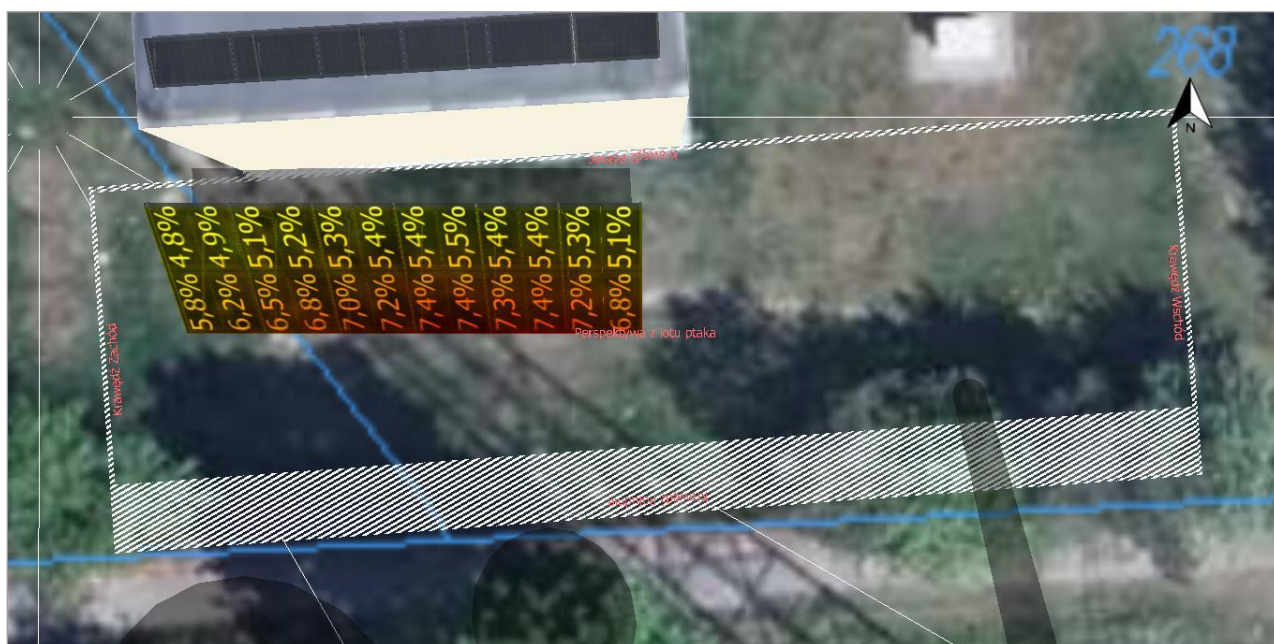 268
N
4,8% 4,9% 5,1% 5,2% 5,3% 5,4% 5,4% 5,5% 5,4% 5,4% 5,3% 5,1%
5,8% 6,2% 6,5% 6,8% 7,0% 7,2% 7,4% 7,4% 7,3% 7,4% 7,2% 6,8%
Krawędź Wschód
Perspektywa z lotu ptaka
Krawędź Zachód